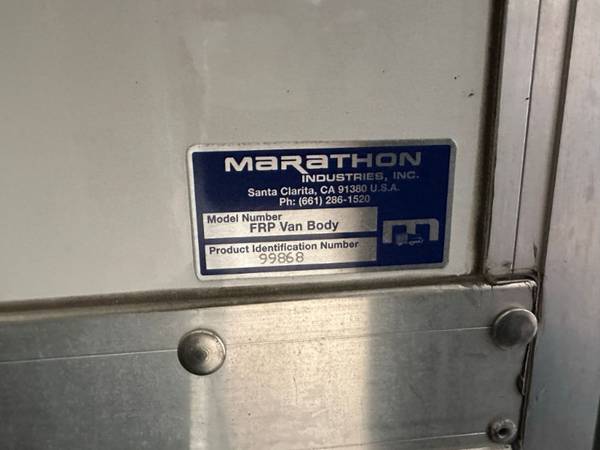 MARATHON
INDUSTRIES, INC.
Santa Clarita, CA 91380 U.S.A.
Ph: (661) 286-1520
Model Number
FRP Van Body
Product Identification Number
99868